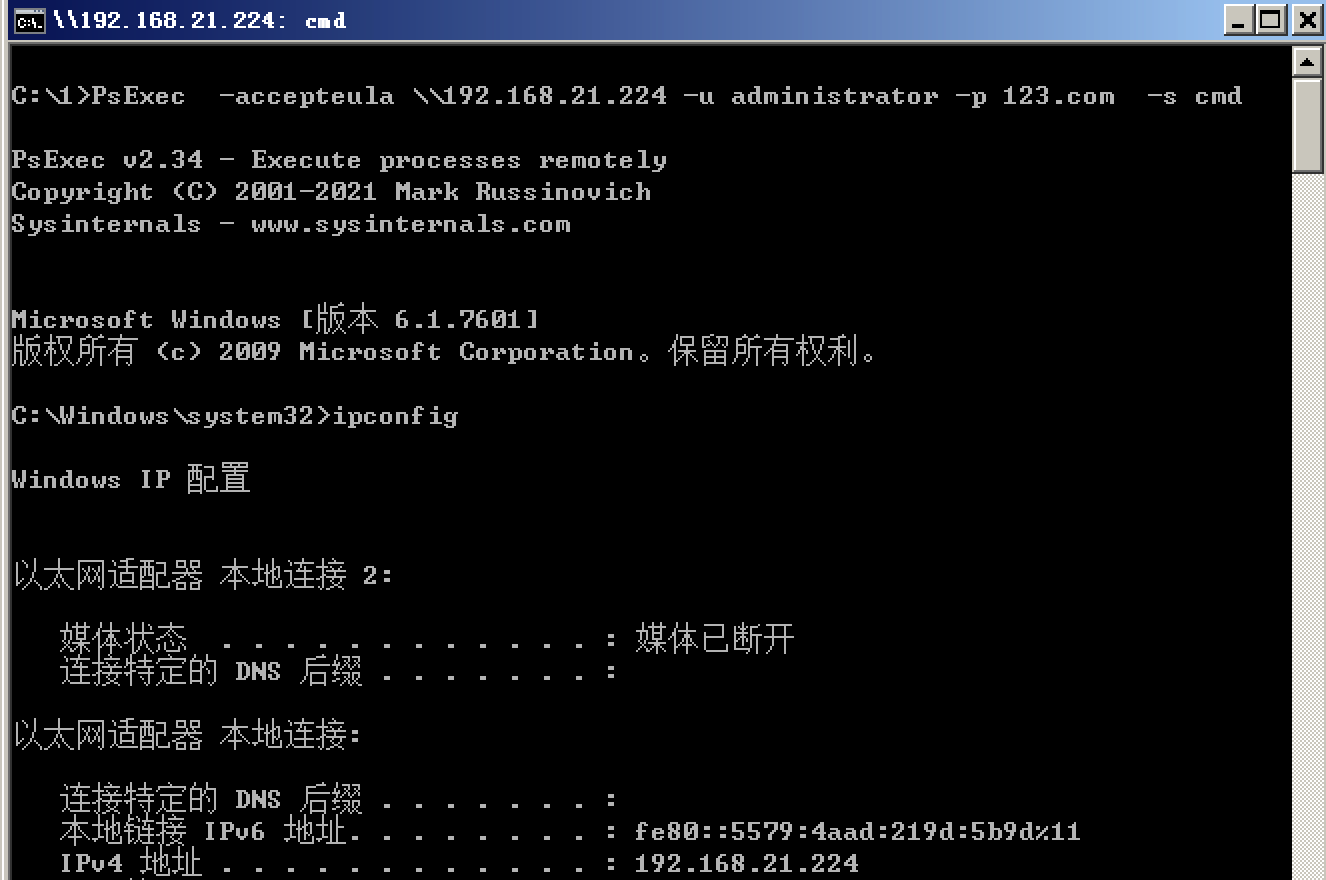 \\192.168.21.224: cmd
C:\1>PsExec  -accepteula \\192.168.21.224 -u administrator -p 123.com  -s cmd
PsExec v2.34 - Execute processes remotely
Copyright (C) 2001-2021 Mark Russinovich
Sysinternals - www.sysinternals.com
Microsoft Windows [版本 6.1.7601]
版权所有 (c) 2009 Microsoft Corporation。保留所有权利。
C:\Windows\system32>ipconfig
Windows IP 配置
以太网适配器 本地连接 2:
媒体状态  . . . . . . . . . . . . : 媒体已断开
连接特定的 DNS 后缀 . . . . . . . :
以太网适配器 本地连接:
连接特定的 DNS 后缀 . . . . . . . :
本地链接 IPv6 地址. . . . . . . . : fe80::5579:4aad:219d:5b9d%11
IPv4 地址 . . . . . . . . . . . . : 192.168.21.224